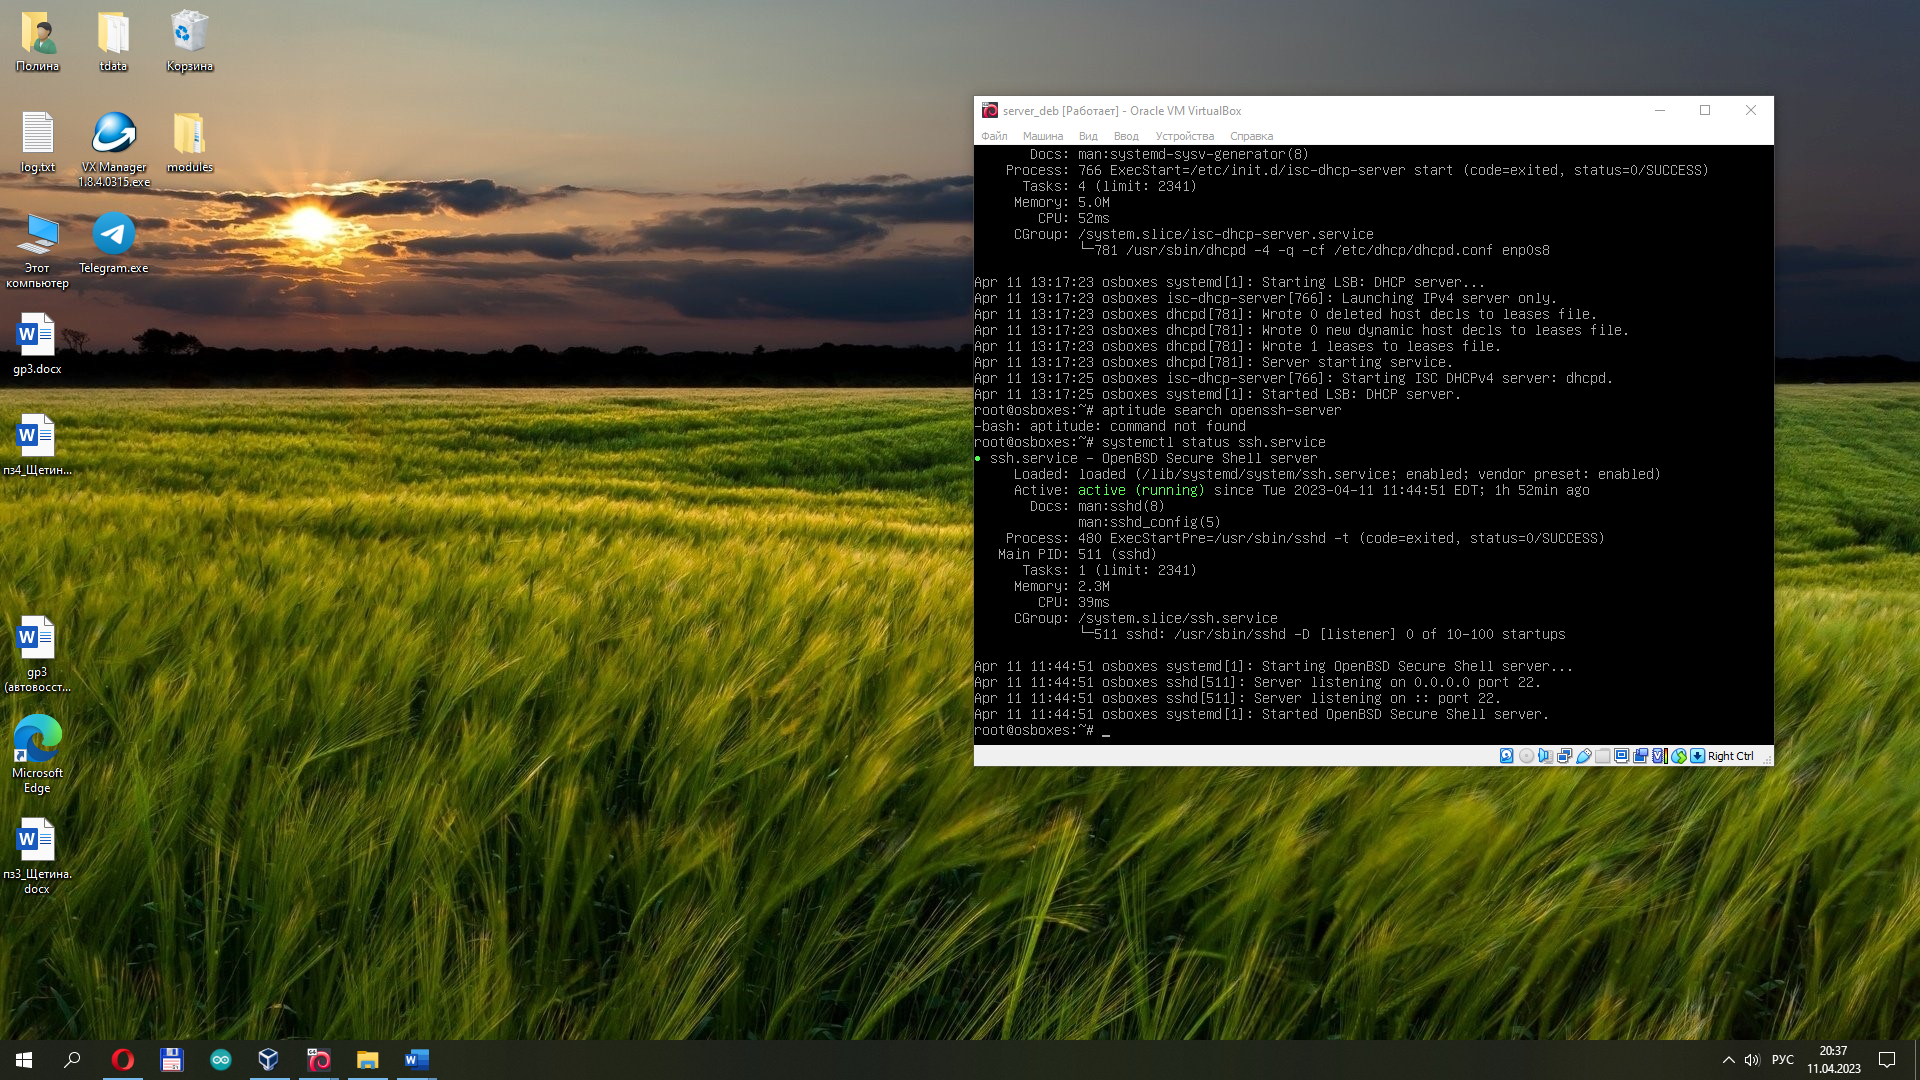 Полина
tdata
Корзина
log.txt
VX Manager
1.8.4.0315.exe
modules
Этот
компьютер
Telegram.exe
gp3.docx
пз4_Щетин...
gp3
(автовосст...
Microsoft
Edge
пз3_Щетина.
docx
server_deb [Работает] - Oracle VM VirtualBox
Файл Машина Вид Ввод Устройства Справка
Docs: man:systemd-sysv-generator(8)
Process: 766 ExecStart=/etc/init.d/isc-dhcp-server start (code=exited, status=0/SUCCESS)
Tasks: 4 (limit: 2341)
Memory: 5.0M
CPU: 52ms
CGroup: /system.slice/isc-dhcp-server.service
└─781 /usr/sbin/dhcpd -4 -q -cf /etc/dhcp/dhcpd.conf enp0s8
Apr 11 13:17:23 osboxes systemd[1]: Starting LSB: DHCP server...
Apr 11 13:17:23 osboxes isc-dhcp-server[766]: Launching IPv4 server only.
Apr 11 13:17:23 osboxes dhcpd[781]: Wrote 0 deleted host decls to leases file.
Apr 11 13:17:23 osboxes dhcpd[781]: Wrote 0 new dynamic host decls to leases file.
Apr 11 13:17:23 osboxes dhcpd[781]: Wrote 1 leases to leases file.
Apr 11 13:17:23 osboxes dhcpd[781]: Server starting service.
Apr 11 13:17:25 osboxes isc-dhcp-server[766]: Starting ISC DHCPv4 server: dhcpd.
Apr 11 13:17:25 osboxes systemd[1]: Started LSB: DHCP server.
root@osboxes:~# aptitude search openssh-server
-bash: aptitude: command not found
root@osboxes:~# systemctl status ssh.service
● ssh.service - OpenBSD Secure Shell server
Loaded: loaded (/lib/systemd/system/ssh.service; enabled; vendor preset: enabled)
Active: active (running) since Tue 2023-04-11 11:44:51 EDT; 1h 52min ago
Docs: man:sshd(8)
man:sshd_config(5)
Process: 480 ExecStartPre=/usr/sbin/sshd -t (code=exited, status=0/SUCCESS)
Main PID: 511 (sshd)
Tasks: 1 (limit: 2341)
Memory: 2.3M
CPU: 39ms
CGroup: /system.slice/ssh.service
└─511 sshd: /usr/sbin/sshd -D [listener] 0 of 10-100 startups
Apr 11 11:44:51 osboxes systemd[1]: Starting OpenBSD Secure Shell server...
Apr 11 11:44:51 osboxes sshd[511]: Server listening on 0.0.0.0 port 22.
Apr 11 11:44:51 osboxes sshd[511]: Server listening on :: port 22.
Apr 11 11:44:51 osboxes systemd[1]: Started OpenBSD Secure Shell server.
root@osboxes:~# _
Right Ctrl
РУС
20:37
11.04.2023